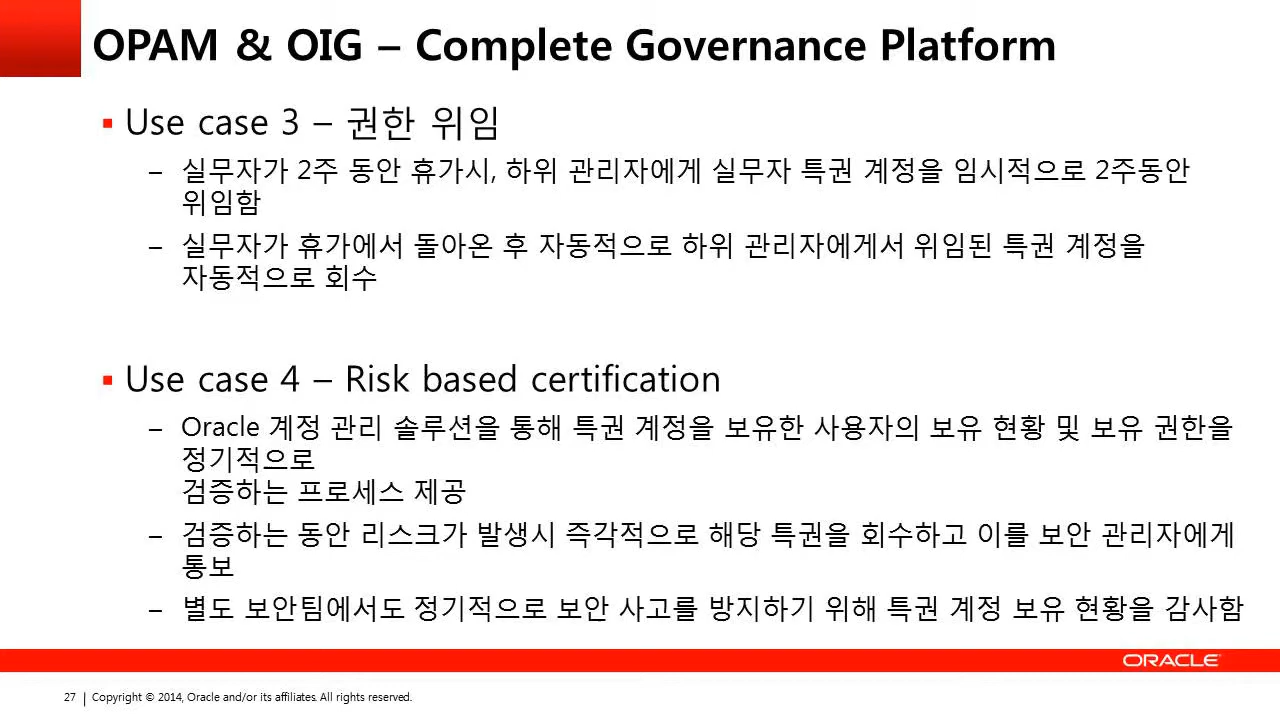 OPAM & OIG – Complete Governance Platform
▪ Use case 3 – 권한 위임
– 실무자가 2주 동안 휴가시, 하위 관리자에게 실무자 특권 계정을 임시적으로 2주동안
위임함
– 실무자가 휴가에서 돌아온 후 자동적으로 하위 관리자에게서 위임된 특권 계정을
자동적으로 회수
▪ Use case 4 – Risk based certification
– Oracle 계정 관리 솔루션을 통해 특권 계정을 보유한 사용자의 보유 현황 및 보유 권한을
정기적으로
검증하는 프로세스 제공
– 검증하는 동안 리스크가 발생시 즉각적으로 해당 특권을 회수하고 이를 보안 관리자에게
통보
– 별도 보안팀에서도 정기적으로 보안 사고를 방지하기 위해 특권 계정 보유 현황을 감사함
ORACLE
27 | Copyright © 2014, Oracle and/or its affiliates. All rights reserved.